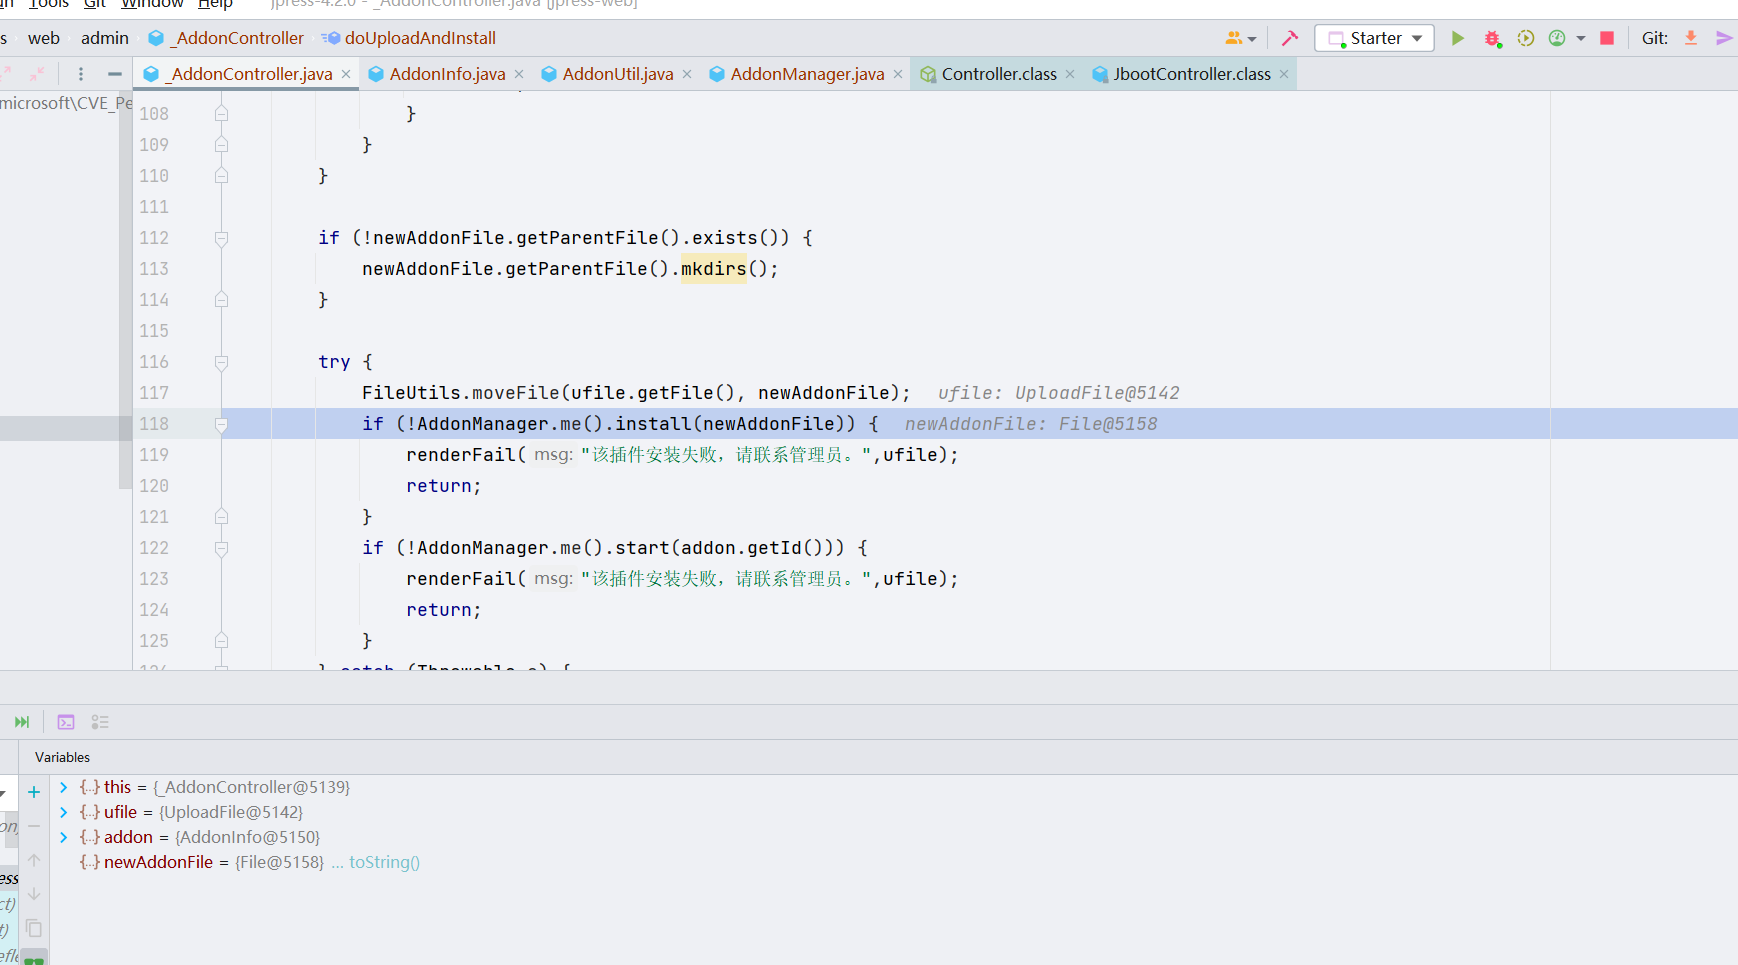 Tools Git Window Help jpress-4.2.0 - _AddonController.java [jpress-web]
web admin _AddonController doUploadAndInstall Starter Git:
_AddonController.java AddonInfo.java AddonUtil.java AddonManager.java Controller.class JbootController.class
microsoft\CVE_Pe
108 }
109 }
110 }
111
112 if (!newAddonFile.getParentFile().exists()) {
113 newAddonFile.getParentFile().mkdirs();
114 }
115
116 try {
117 FileUtils.moveFile(ufile.getFile(), newAddonFile); ufile: UploadFile@5142
118 if (!AddonManager.me().install(newAddonFile)) { newAddonFile: File@5158
119 renderFail( msg: "该插件安装失败，请联系管理员。",ufile);
120 return;
121 }
122 if (!AddonManager.me().start(addon.getId())) {
123 renderFail( msg: "该插件安装失败，请联系管理员。",ufile);
124 return;
125 }
126 } catch (Throwable e) {
Variables
this = {_AddonController@5139}
ufile = {UploadFile@5142}
addon = {AddonInfo@5150}
newAddonFile = {File@5158} ... toString()